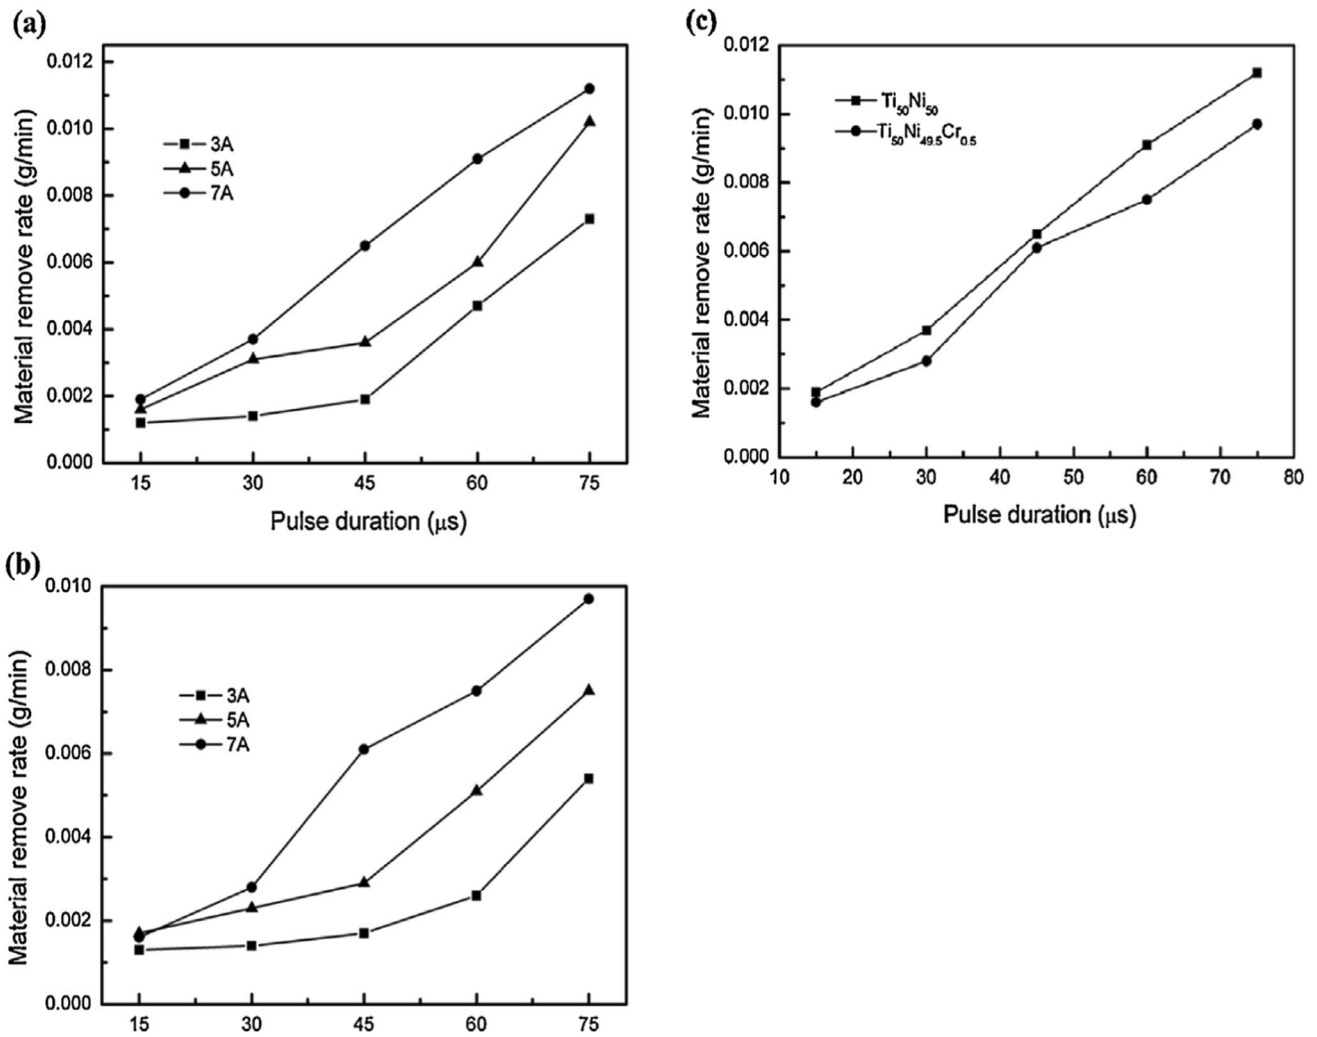 (a)
Material remove rate (g/min)
0.012
0.010
0.008
0.006
0.004
0.002
0.000
3A
5A
7A
15 30 45 60 75
Pulse duration (μs)
(c)
Material remove rate (g/min)
0.012
0.010
0.008
0.006
0.004
0.002
0.000
Ti50Ni50
Ti50Ni49.5Cr0.5
10 20 30 40 50 60 70 80
Pulse duration (μs)
(b)
Material remove rate (g/min)
0.010
0.008
0.006
0.004
0.002
0.000
3A
5A
7A
15 30 45 60 75